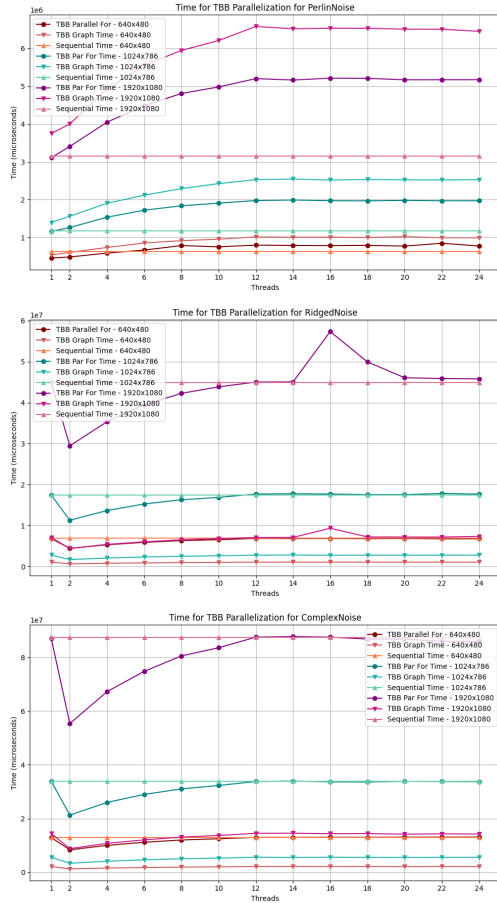 Time for TBB Parallelization for PerlinNoise
1e6
TBB Parallel For - 640x480
TBB Graph Time - 640x480
Sequential Time - 640x480
TBB Par For Time - 1024x786
TBB Graph Time - 1024x786
Sequential Time - 1024x786
TBB Par For Time - 1920x1080
TBB Graph Time - 1920x1080
Sequential Time - 1920x1080
Time (microseconds)
6
5
4
3
2
1
1 2 4 6 8 10 12 14 16 18 20 22 24
Threads
Time for TBB Parallelization for RidgedNoise
1e7
TBB Parallel For - 640x480
TBB Graph Time - 640x480
Sequential Time - 640x480
TBB Par For Time - 1024x786
TBB Graph Time - 1024x786
Sequential Time - 1024x786
TBB Par For Time - 1920x1080
TBB Graph Time - 1920x1080
Sequential Time - 1920x1080
Time (microseconds)
6
5
4
3
2
1
0
1 2 4 6 8 10 12 14 16 18 20 22 24
Threads
Time for TBB Parallelization for ComplexNoise
1e7
TBB Parallel For - 640x480
TBB Graph Time - 640x480
Sequential Time - 640x480
TBB Par For Time - 1024x786
TBB Graph Time - 1024x786
Sequential Time - 1024x786
TBB Par For Time - 1920x1080
TBB Graph Time - 1920x1080
Sequential Time - 1920x1080
Time (microseconds)
8
6
4
2
0
1 2 4 6 8 10 12 14 16 18 20 22 24
Threads